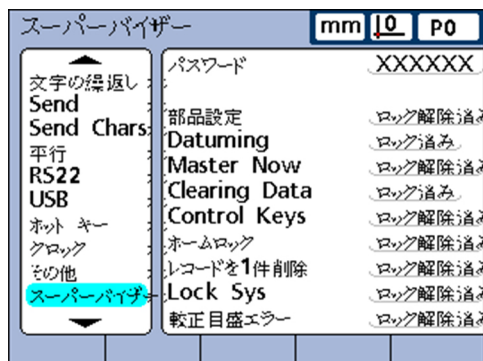 スーパーバイザー
mm
P0
文字の繰返し
Send
Send Chars
平行
RS22
USB
ホット キー
クロック
その他
スーパーバイザー
パスワード XXXXXX
部品設定 ロック解除済み
Datuming ロック済み
Master Now ロック解除済み
Clearing Data ロック済み
Control Keys ロック解除済み
ホームロック ロック解除済み
レコードを1件削除 ロック解除済み
Lock Sys ロック解除済み
較正目盛エラー ロック解除済み